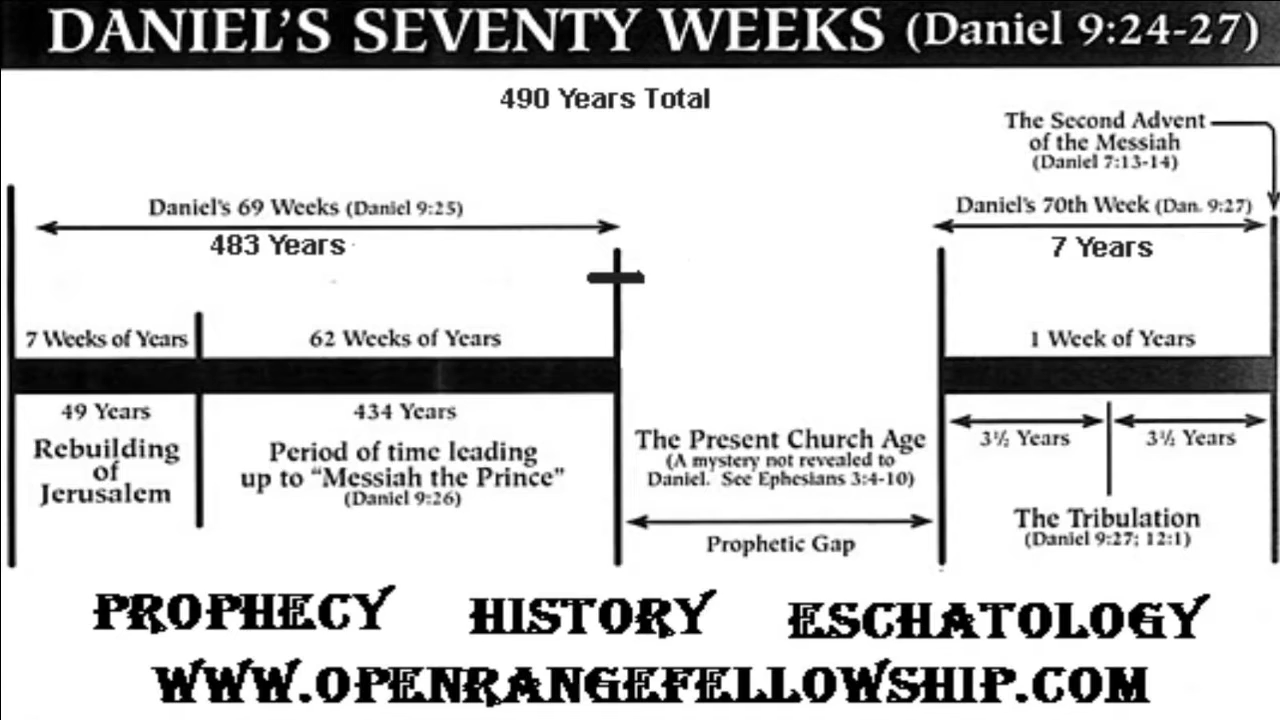 DANIEL'S SEVENTY WEEKS (Daniel 9:24-27)
490 Years Total
The Second Advent
of the Messiah
(Daniel 7:13-14)
Daniel's 69 Weeks (Daniel 9:25)
483 Years
Daniel's 70th Week (Dan. 9:27)
7 Years
7 Weeks of Years
62 Weeks of Years
1 Week of Years
49 Years
Rebuilding
of
Jerusalem
434 Years
Period of time leading
up to “Messiah the Prince”
(Daniel 9:26)
The Present Church Age
(A mystery not revealed to
Daniel. See Ephesians 3:4-10)
Prophetic Gap
3½ Years
3½ Years
The Tribulation
(Daniel 9:27; 12:1)
PROPHECY HISTORY ESCHATOLOGY
WWW.OPENRANGEFELLOWSHIP.COM